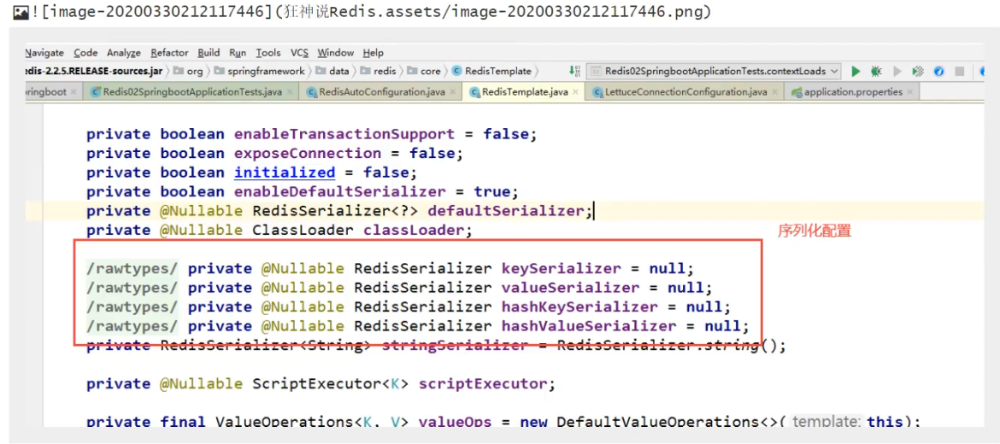 ![image-20200330212117446](狂神说Redis.assets/image-20200330212117446.png)
Navigate Code Analyze Refactor Build Run Tools VCS Window Help
edis-2.2.5.RELEASE-sources.jar org springframework data redis core RedisTemplate Redis02SpringbootApplicationTests.contextLoads
pringboot Redis02SpringbootApplicationTests.java RedisAutoConfiguration.java RedisTemplate.java LettuceConnectionConfiguration.java application.properties
private boolean enableTransactionSupport = false;
private boolean exposeConnection = false;
private boolean initialized = false;
private boolean enableDefaultSerializer = true;
private @Nullable RedisSerializer<?> defaultSerializer;
private @Nullable ClassLoader classLoader;
序列化配置
/rawtypes/ private @Nullable RedisSerializer keySerializer = null;
/rawtypes/ private @Nullable RedisSerializer valueSerializer = null;
/rawtypes/ private @Nullable RedisSerializer hashKeySerializer = null;
/rawtypes/ private @Nullable RedisSerializer hashValueSerializer = null;
private RedisSerializer<String> stringSerializer = RedisSerializer.string();
private @Nullable ScriptExecutor<K> scriptExecutor;
private final ValueOperations<K, V> valueOps = new DefaultValueOperations<>( template: this);